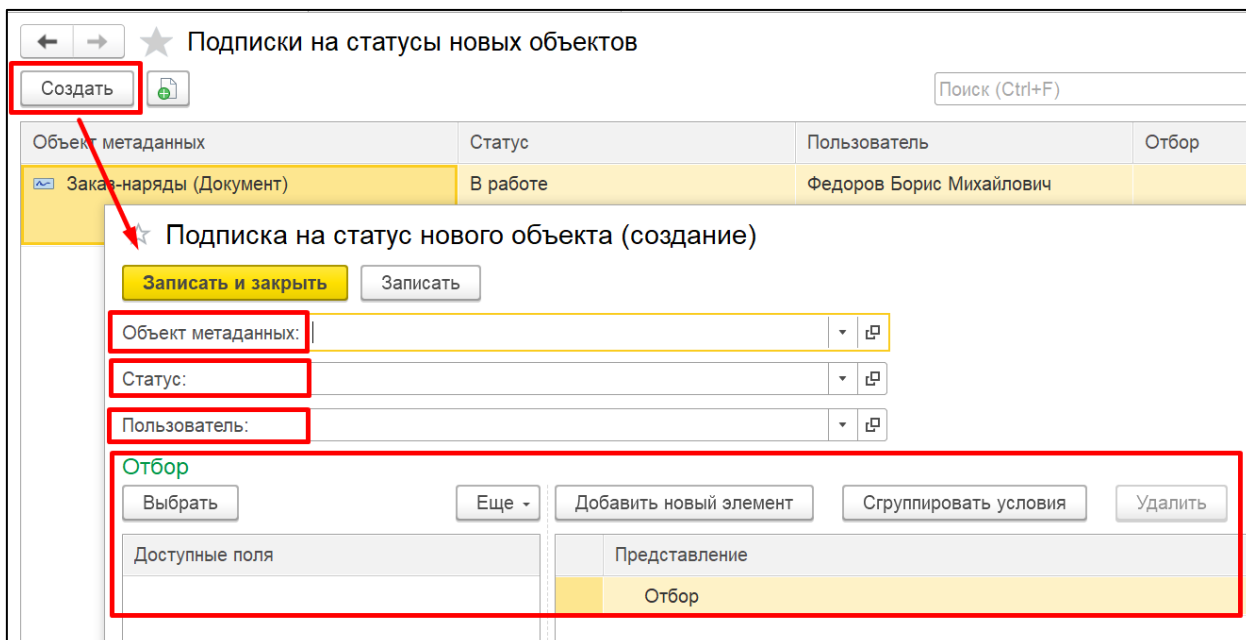 Подписки на статусы новых объектов
Создать
Поиск (Ctrl+F)
Объект метаданных Статус Пользователь Отбор
Заказ-наряды (Документ) В работе Федоров Борис Михайлович
Подписка на статус нового объекта (создание)
Записать и закрыть Записать
Объект метаданных:
Статус:
Пользователь:
Отбор
Выбрать Еще Добавить новый элемент Сгруппировать условия Удалить
Доступные поля Представление
Отбор